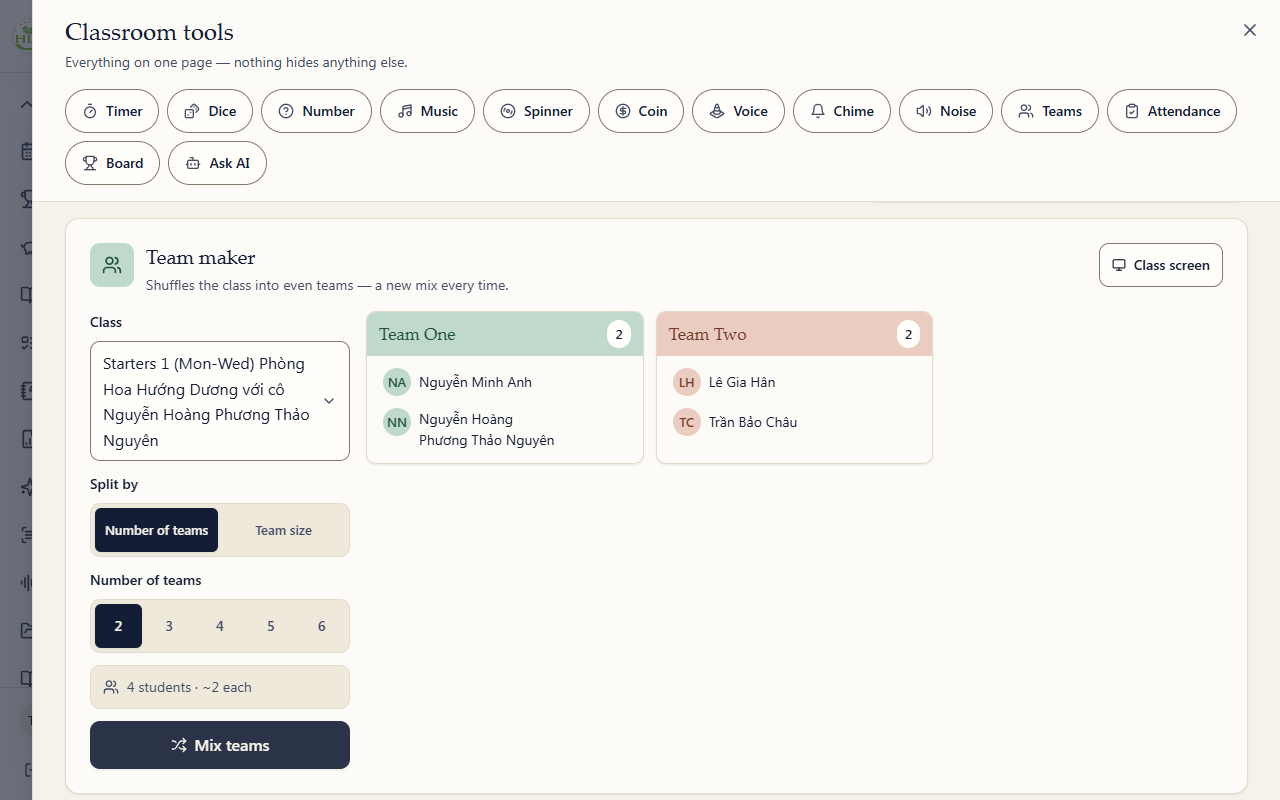 Classroom tools
Everything on one page — nothing hides anything else.
Timer
Dice
Number
Music
Spinner
Coin
Voice
Chime
Noise
Teams
Attendance
Board
Ask AI
Team maker
Shuffles the class into even teams — a new mix every time.
Class screen
Class
Starters 1 (Mon-Wed) Phòng
Hoa Hướng Dương với cô
Nguyễn Hoàng Phương Thảo
Nguyên
Split by
Number of teams
Team size
Number of teams
2
3
4
5
6
4 students · ~2 each
Mix teams
Team One
2
NA
Nguyễn Minh Anh
NN
Nguyễn Hoàng
Phương Thảo Nguyên
Team Two
2
LH
Lê Gia Hân
TC
Trần Bảo Châu